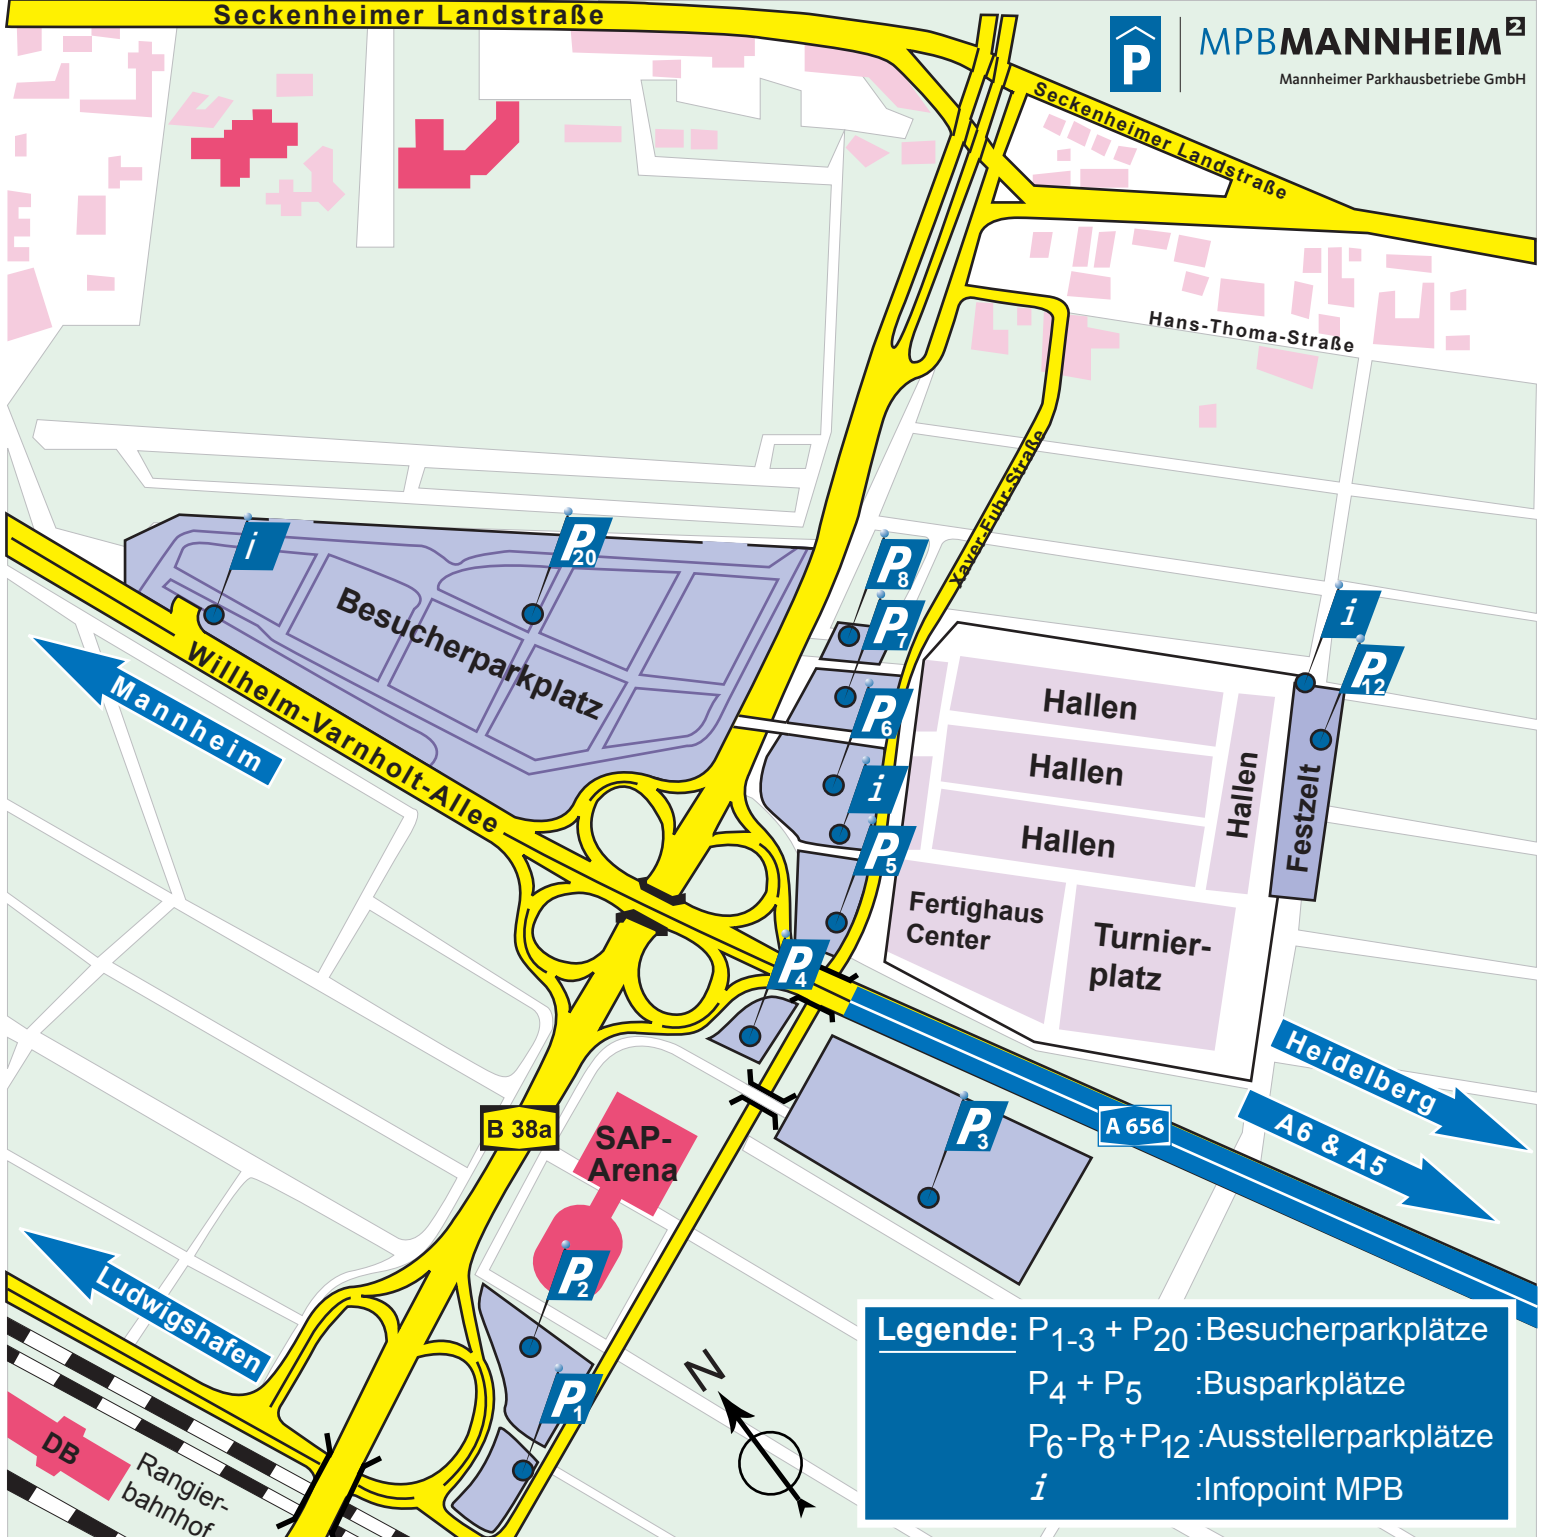 Seckenheimer Landstraße
P
MPBMANNHEIM²
Mannheimer Parkhausbetriebe GmbH
Seckenheimer Landstraße
Hans-Thoma-Straße
Xaver-Fuhr-Straße
i
P20
P8
P7
P6
i
P5
P4
i
P12
Besucherparkplatz
Willhelm-Varnholt-Allee
Mannheim
Hallen
Hallen
Hallen
Hallen
Festzelt
Fertighaus
Center
Turnier-
platz
Heidelberg
A6 & A5
A 656
P3
B 38a
SAP-
Arena
P2
P1
Ludwigshafen
DB
Rangier-
bahnhof
N
Legende: P1-3 + P20 :Besucherparkplätze
P4 + P5 :Busparkplätze
P6-P8+P12 :Ausstellerparkplätze
i :Infopoint MPB